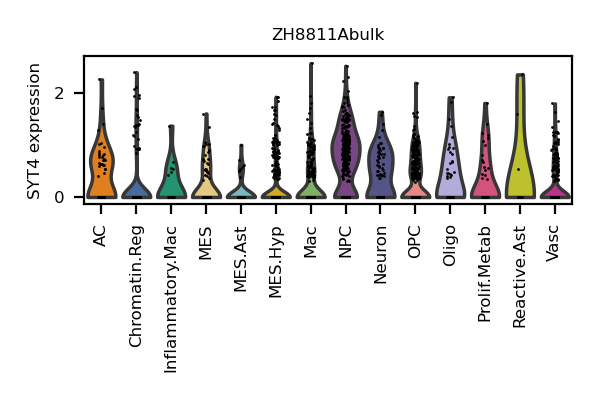 ZH8811Abulk
SYT4 expression
2
0
AC
Chromatin.Reg
Inflammatory.Mac
MES
MES.Ast
MES.Hyp
Mac
NPC
Neuron
OPC
Oligo
Prolif.Metab
Reactive.Ast
Vasc